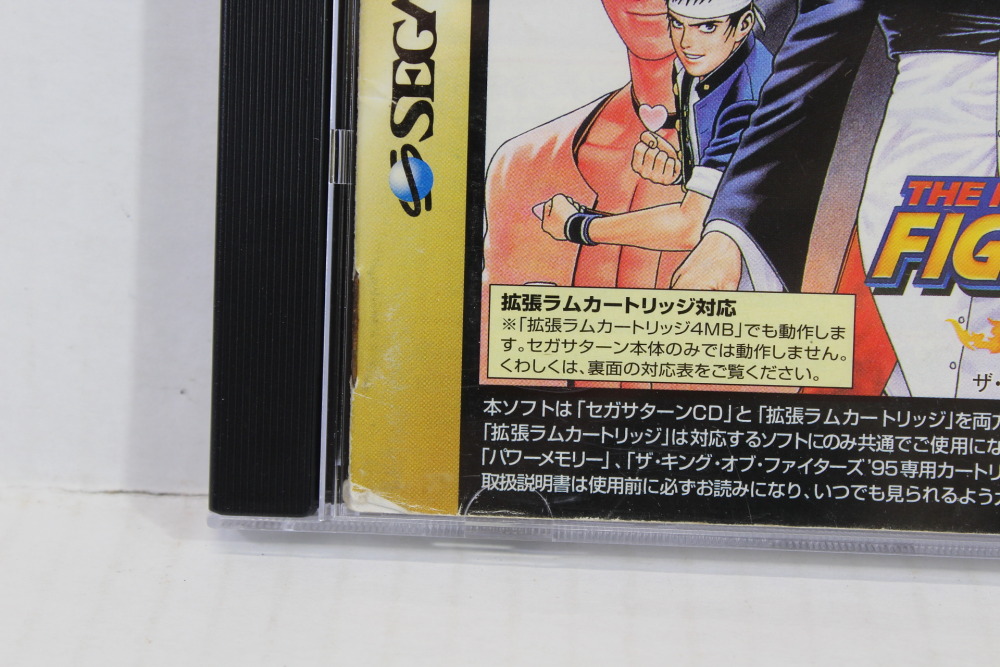 SEGA
THE
FIG
拡張ラムカートリッジ対応
※「拡張ラムカートリッジ4MB」でも動作しま
す。セガサターン本体のみでは動作しません。
くわしくは、裏面の対応表をご覧ください。
ザ・
本ソフトは「セガサターンCD」と「拡張ラムカートリッジ」を両
「拡張ラムカートリッジ」は対応するソフトにのみ共通でご使用にな
「パワーメモリー」、「ザ・キング・オブ・ファイターズ'95専用カートリ
取扱説明書は使用前に必ずお読みになり、いつでも見られるよう